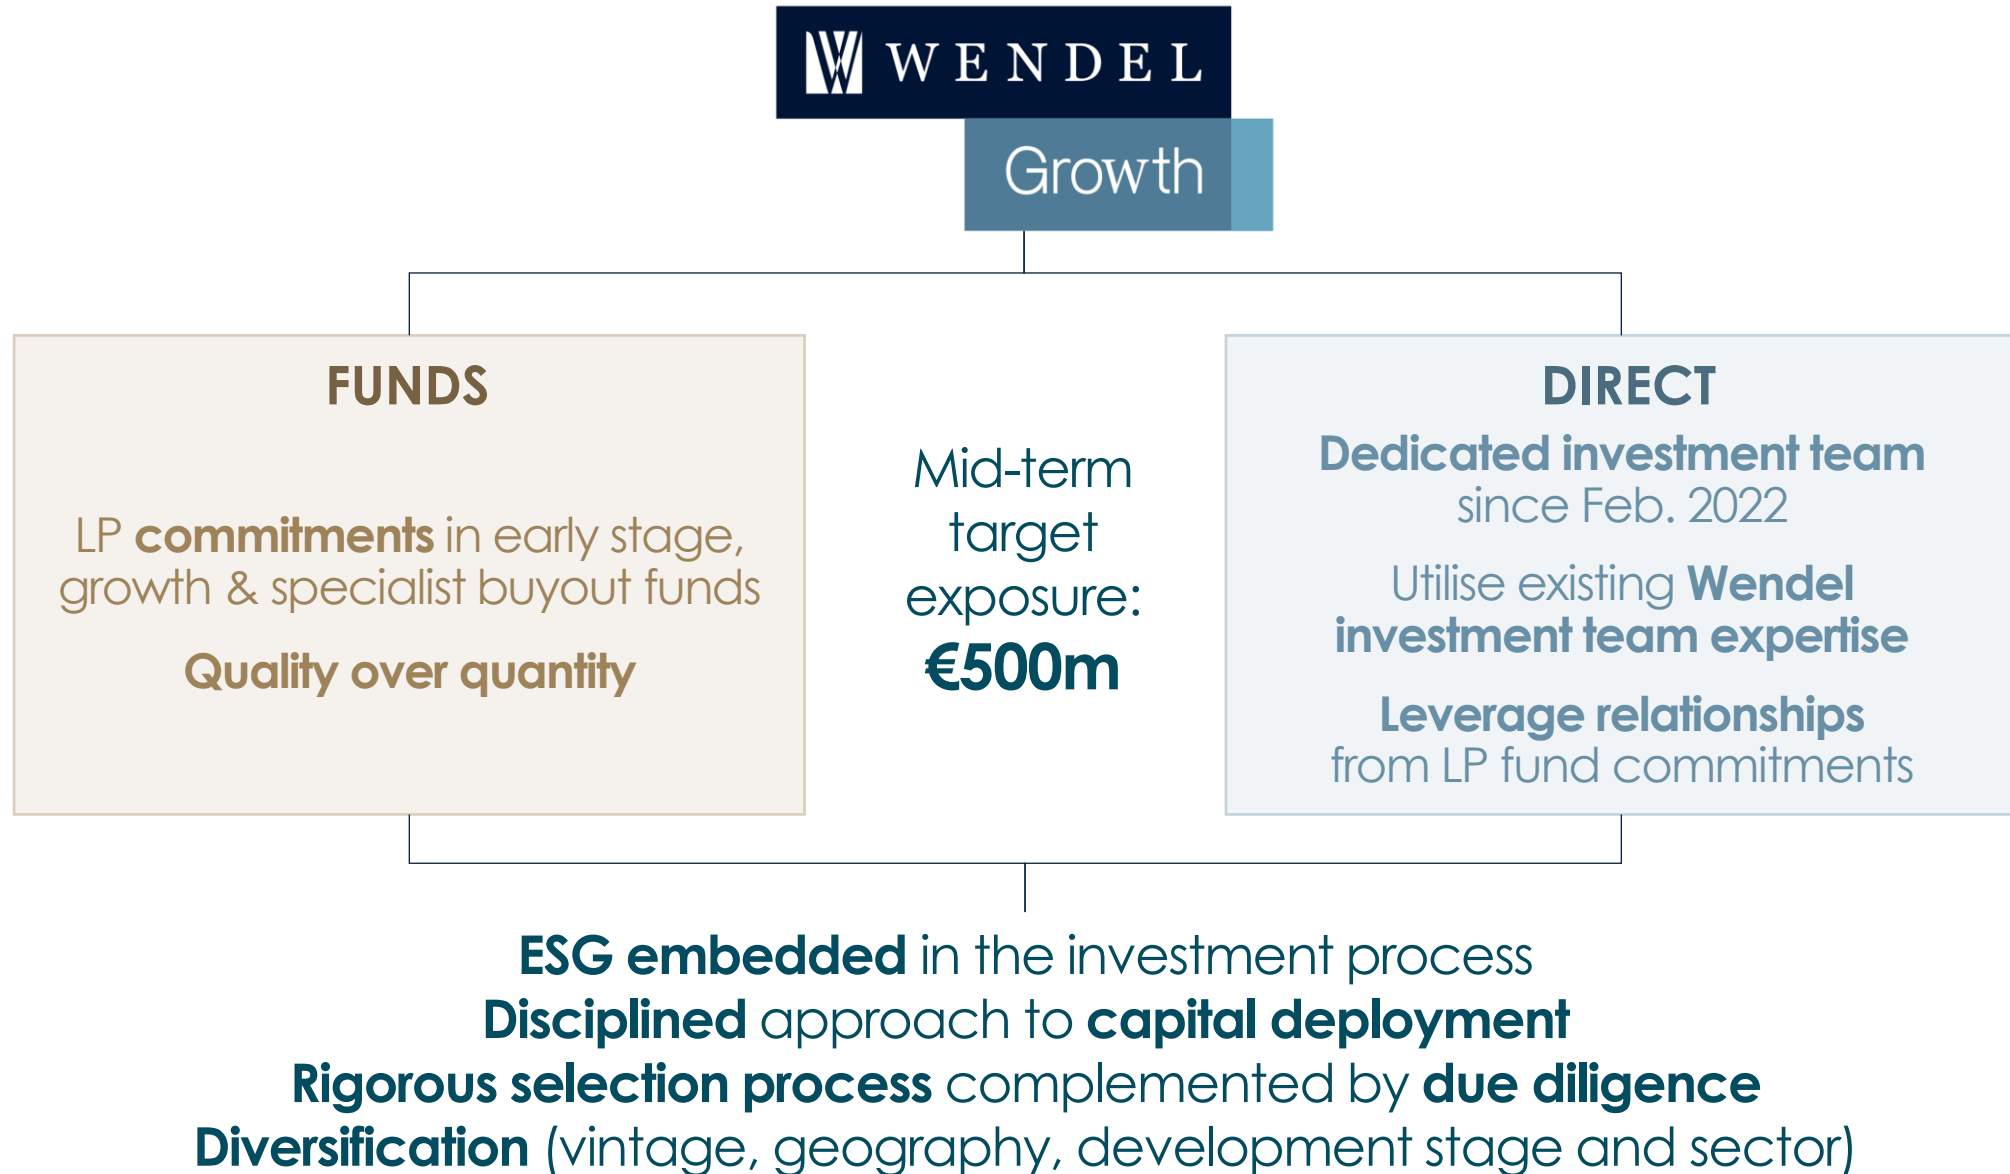 WENDEL
Growth
FUNDS
LP commitments in early stage,
growth & specialist buyout funds
Quality over quantity
Mid-term
target
exposure:
€500m
DIRECT
Dedicated investment team
since Feb. 2022
Utilise existing Wendel
investment team expertise
Leverage relationships
from LP fund commitments
ESG embedded in the investment process
Disciplined approach to capital deployment
Rigorous selection process complemented by due diligence
Diversification (vintage, geography, development stage and sector)